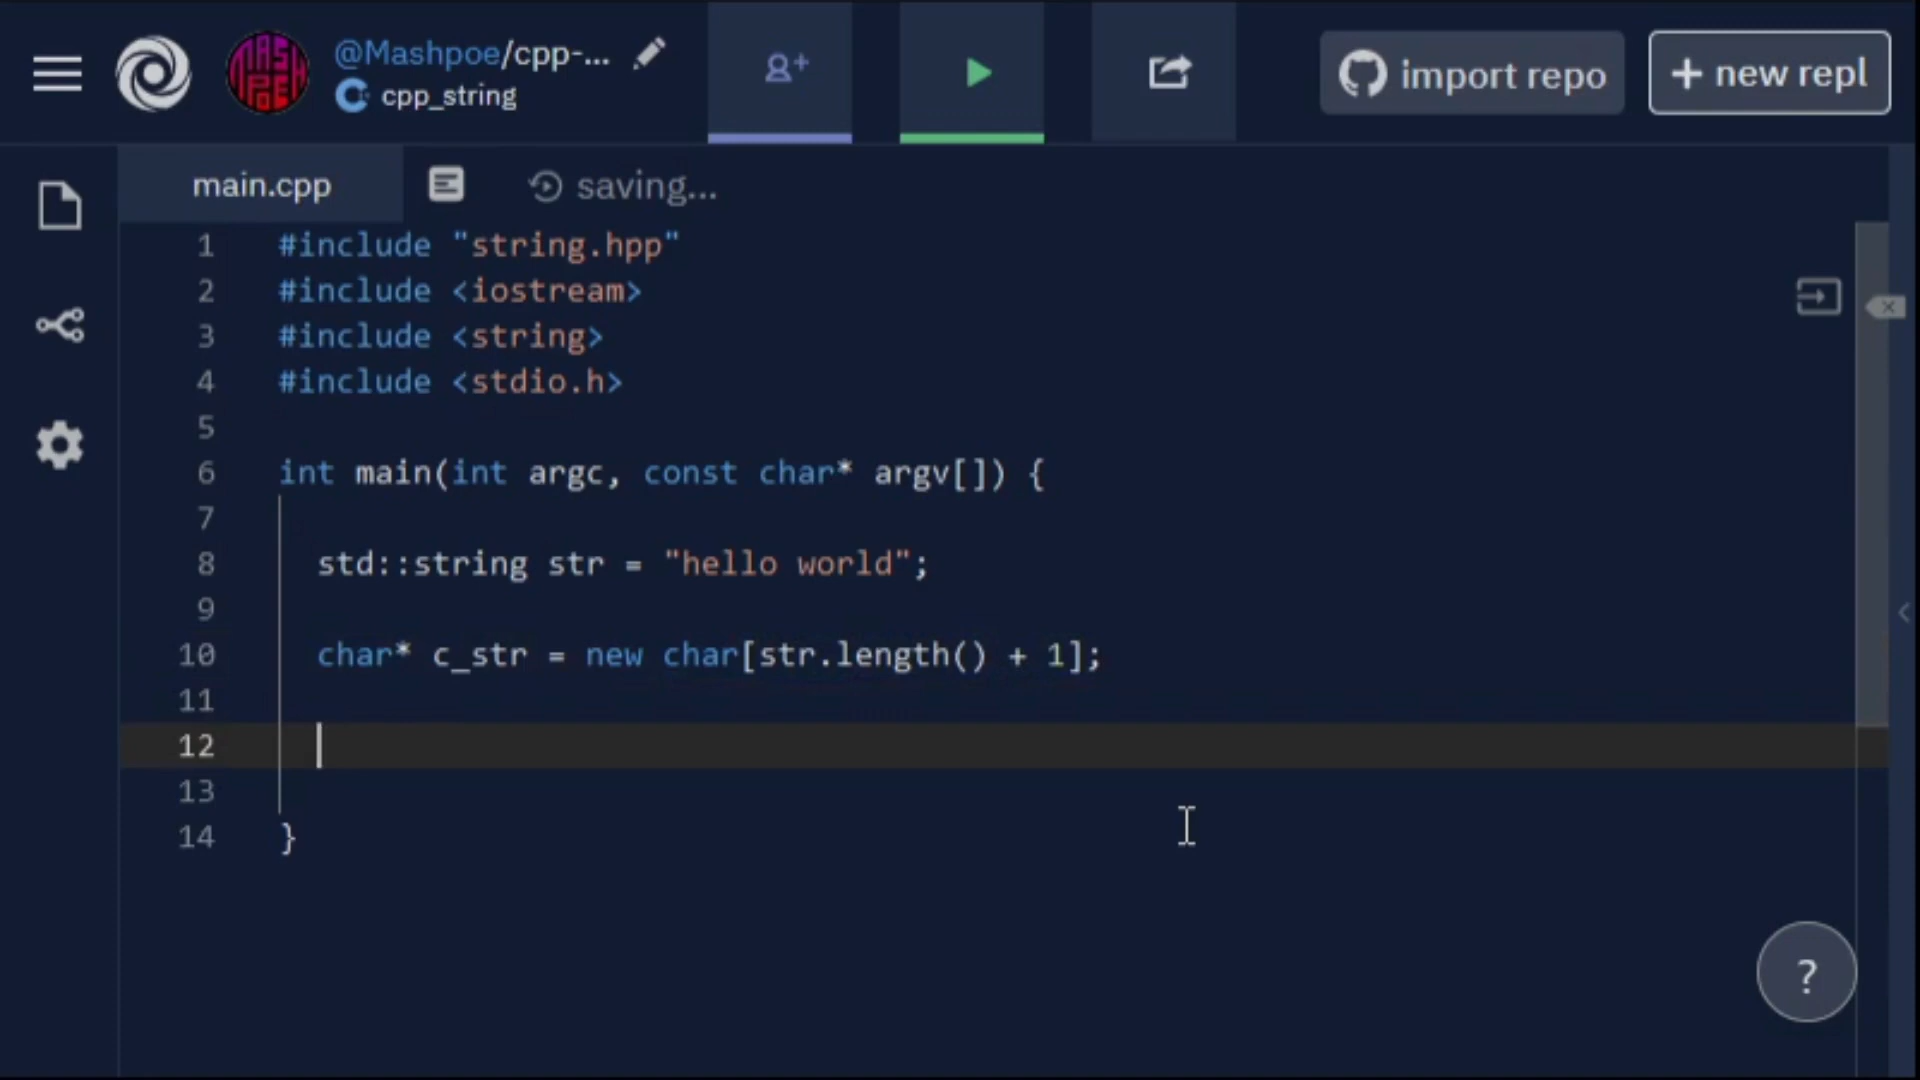 @Mashpoe/cpp-...
cpp_string
import repo
+ new repl
main.cpp
saving...
1 #include "string.hpp"
2 #include <iostream>
3 #include <string>
4 #include <stdio.h>
5
6 int main(int argc, const char* argv[]) {
7
8 std::string str = "hello world";
9
10 char* c_str = new char[str.length() + 1];
11
12
13
14 }
?